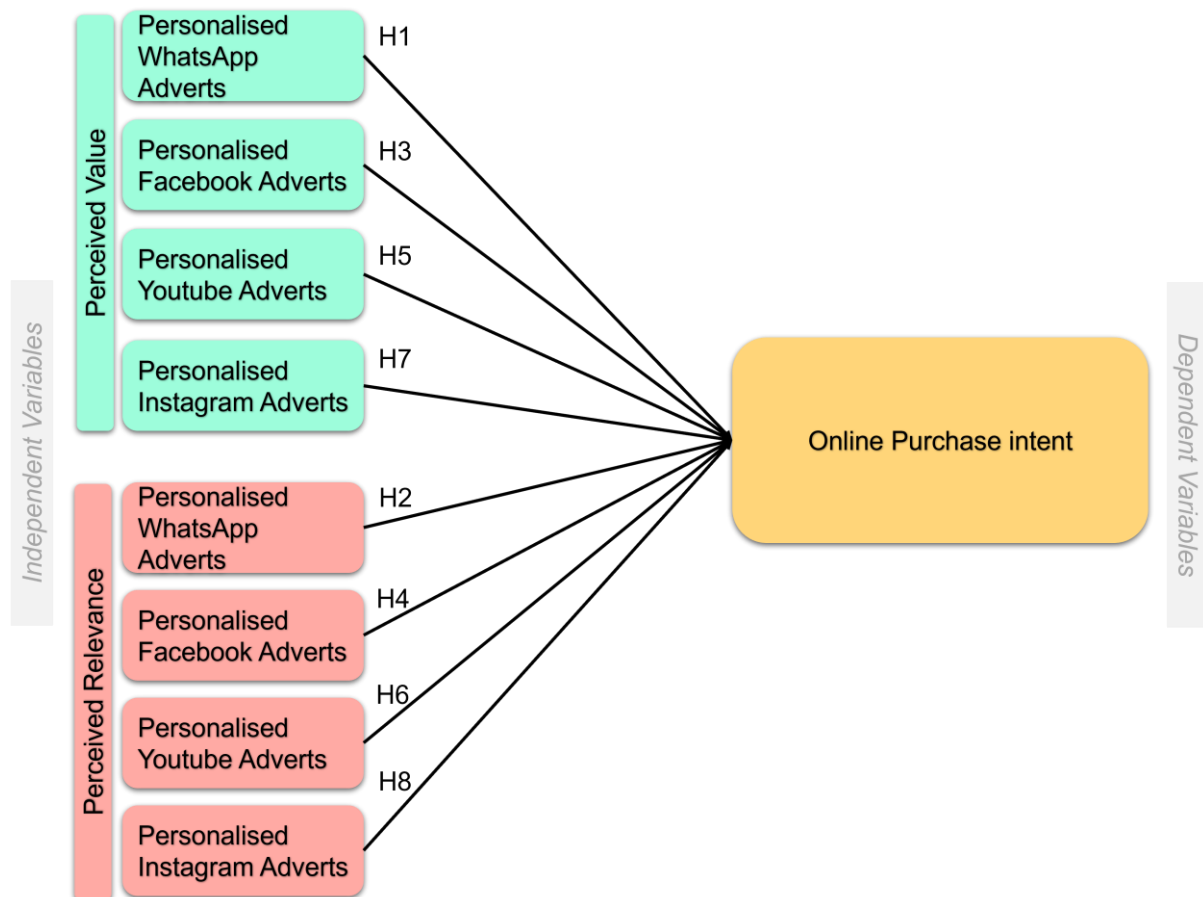 Independent Variables
Perceived Value
Personalised
WhatsApp
Adverts
H1
Personalised
Facebook Adverts
H3
Personalised
Youtube Adverts
H5
Personalised
Instagram Adverts
H7
Perceived Relevance
Personalised
WhatsApp
Adverts
H2
Personalised
Facebook Adverts
H4
Personalised
Youtube Adverts
H6
Personalised
Instagram Adverts
H8
Online Purchase intent
Dependent Variables